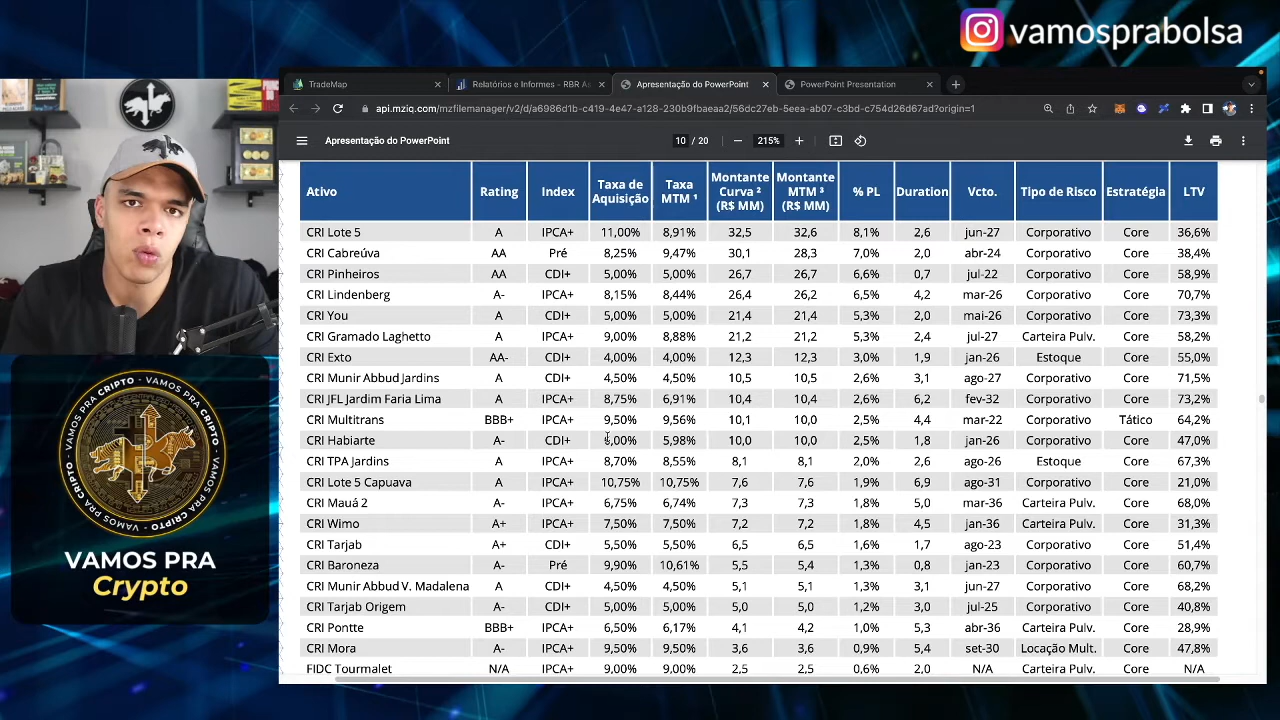 vamosprabolsa
TradeMap
Relatórios e Informes - RBR As
Apresentação do PowerPoint
PowerPoint Presentation
api.mziq.com/mzfilemanager/v2/d/a6986d1b-c419-4e47-a128-230b9fbaeaa2/56dc27eb-5eea-ab07-c3bd-c754d26d67ad?origin=1
Apresentação do PowerPoint 10 / 20 215%
Ativo Rating Index Taxa de Aquisição Taxa MTM ¹ Montante Curva ² (R$ MM) Montante MTM ³ (R$ MM) % PL Duration Vcto. Tipo de Risco Estratégia LTV
CRI Lote 5 A IPCA+ 11,00% 8,91% 32,5 32,6 8,1% 2,6 jun-27 Corporativo Core 36,6%
CRI Cabreúva AA Pré 8,25% 9,47% 30,1 28,3 7,0% 2,0 abr-24 Corporativo Core 38,4%
CRI Pinheiros AA CDI+ 5,00% 5,00% 26,7 26,7 6,6% 0,7 jul-22 Corporativo Core 58,9%
CRI Lindenberg A- IPCA+ 8,15% 8,44% 26,4 26,2 6,5% 4,2 mar-26 Corporativo Core 70,7%
CRI You A CDI+ 5,00% 5,00% 21,4 21,4 5,3% 2,0 mai-26 Corporativo Core 73,3%
CRI Gramado Laghetto A IPCA+ 9,00% 8,88% 21,2 21,2 5,3% 2,4 jul-27 Carteira Pulv. Core 58,2%
CRI Exto AA- CDI+ 4,00% 4,00% 12,3 12,3 3,0% 1,9 jan-26 Estoque Core 55,0%
CRI Munir Abbud Jardins A CDI+ 4,50% 4,50% 10,5 10,5 2,6% 3,1 ago-27 Corporativo Core 71,5%
CRI JFL Jardim Faria Lima A IPCA+ 8,75% 6,91% 10,4 10,4 2,6% 6,2 fev-32 Corporativo Core 73,2%
CRI Multitrans BBB+ IPCA+ 9,50% 9,56% 10,1 10,0 2,5% 4,4 mar-22 Corporativo Tático 64,2%
CRI Habiarte A- CDI+ ,00% 5,98% 10,0 10,0 2,5% 1,8 jan-26 Corporativo Core 47,0%
CRI TPA Jardins A IPCA+ 8,70% 8,55% 8,1 8,1 2,0% 2,6 ago-26 Estoque Core 67,3%
CRI Lote 5 Capuava A IPCA+ 10,75% 10,75% 7,6 7,6 1,9% 6,9 ago-31 Corporativo Core 21,0%
CRI Mauá 2 A- IPCA+ 6,75% 6,74% 7,3 7,3 1,8% 5,0 mar-36 Carteira Pulv. Core 68,0%
CRI Wimo A+ IPCA+ 7,50% 7,50% 7,2 7,2 1,8% 4,5 jan-36 Carteira Pulv. Core 31,3%
CRI Tarjab A+ CDI+ 5,50% 5,50% 6,5 6,5 1,6% 1,7 ago-23 Corporativo Core 51,4%
CRI Baroneza A- Pré 9,90% 10,61% 5,5 5,4 1,3% 0,8 jan-23 Corporativo Core 60,7%
CRI Munir Abbud V. Madalena A CDI+ 4,50% 4,50% 5,1 5,1 1,3% 3,1 jun-27 Corporativo Core 68,2%
CRI Tarjab Origem A- CDI+ 5,00% 5,00% 5,0 5,0 1,2% 3,0 jul-25 Corporativo Core 40,8%
CRI Pontte BBB+ IPCA+ 6,50% 6,17% 4,1 4,2 1,0% 5,3 abr-36 Carteira Pulv. Core 28,9%
CRI Mora A- IPCA+ 9,50% 9,50% 3,6 3,6 0,9% 5,4 set-30 Locação Mult. Core 47,8%
FIDC Tourmalet N/A IPCA+ 9,00% 9,00% 2,5 2,5 0,6% 2,0 N/A Carteira Pulv. Core N/A
VAMOS PRA CRIPTO - VAMOS PRA CRIPTO - VAMOS PRA CRIPTO
VAMOS PRA
Crypto